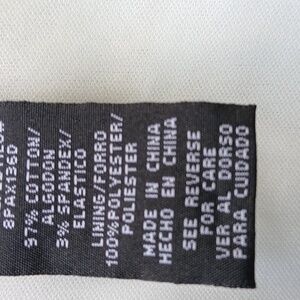 8PAX136D
97% COTTON/
ALGODON
3% SPANDEX/
ELASTICO
LINING/FORRO
100%POLYESTER/
POLIESTER
MADE IN CHINA
HECHO EN CHINA
SEE REVERSE
FOR CARE
VER AL DORSO
PARA CUIDADO